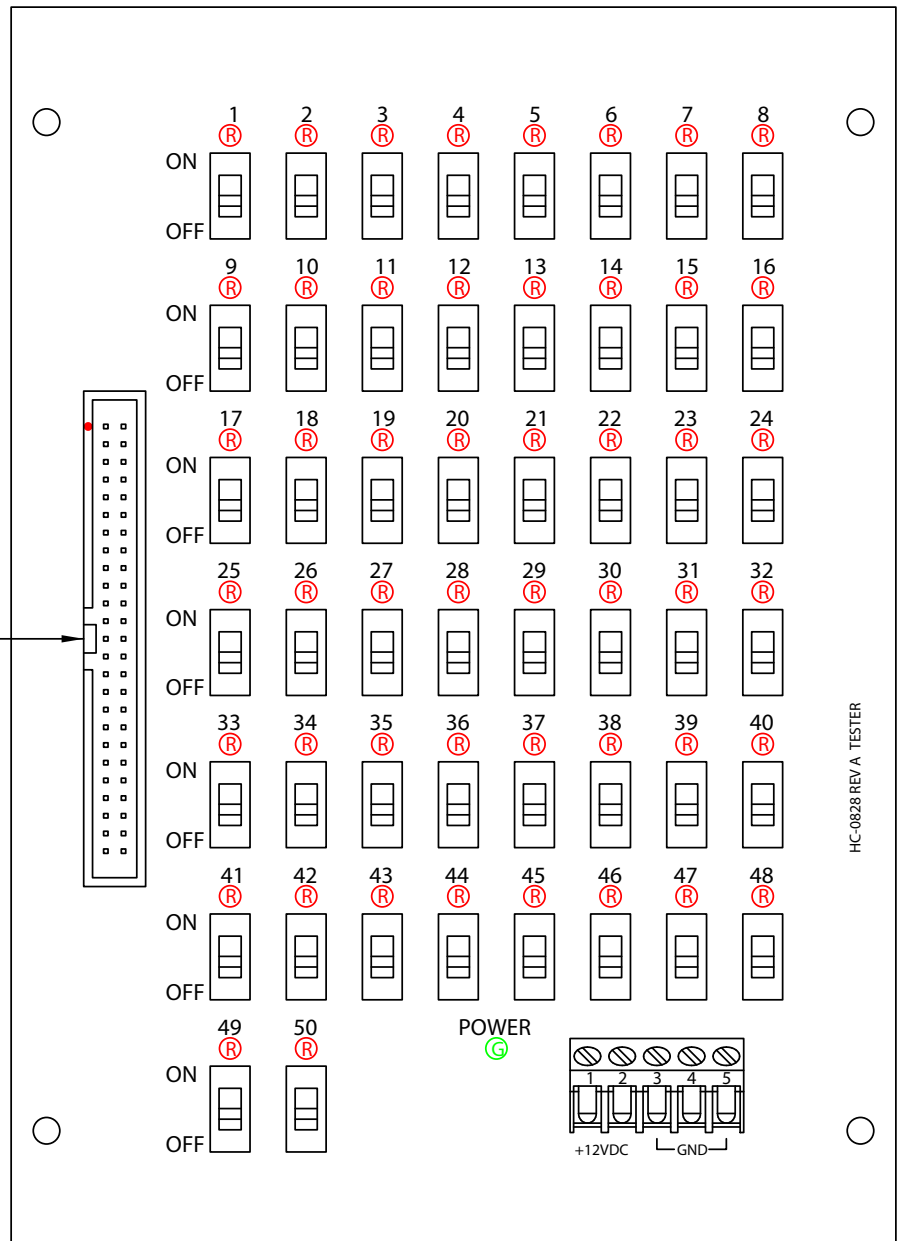 1 2 3 4 5 6 7 8
R R R R R R R R
ON
OFF
9 10 11 12 13 14 15 16
R R R R R R R R
ON
OFF
17 18 19 20 21 22 23 24
R R R R R R R R
ON
OFF
25 26 27 28 29 30 31 32
R R R R R R R R
ON
OFF
33 34 35 36 37 38 39 40
R R R R R R R R
ON
OFF
41 42 43 44 45 46 47 48
R R R R R R R R
ON
OFF
49 50
R R
ON
OFF
POWER
G
1 2 3 4 5
+12VDC GND
HC-0828 REV A TESTER